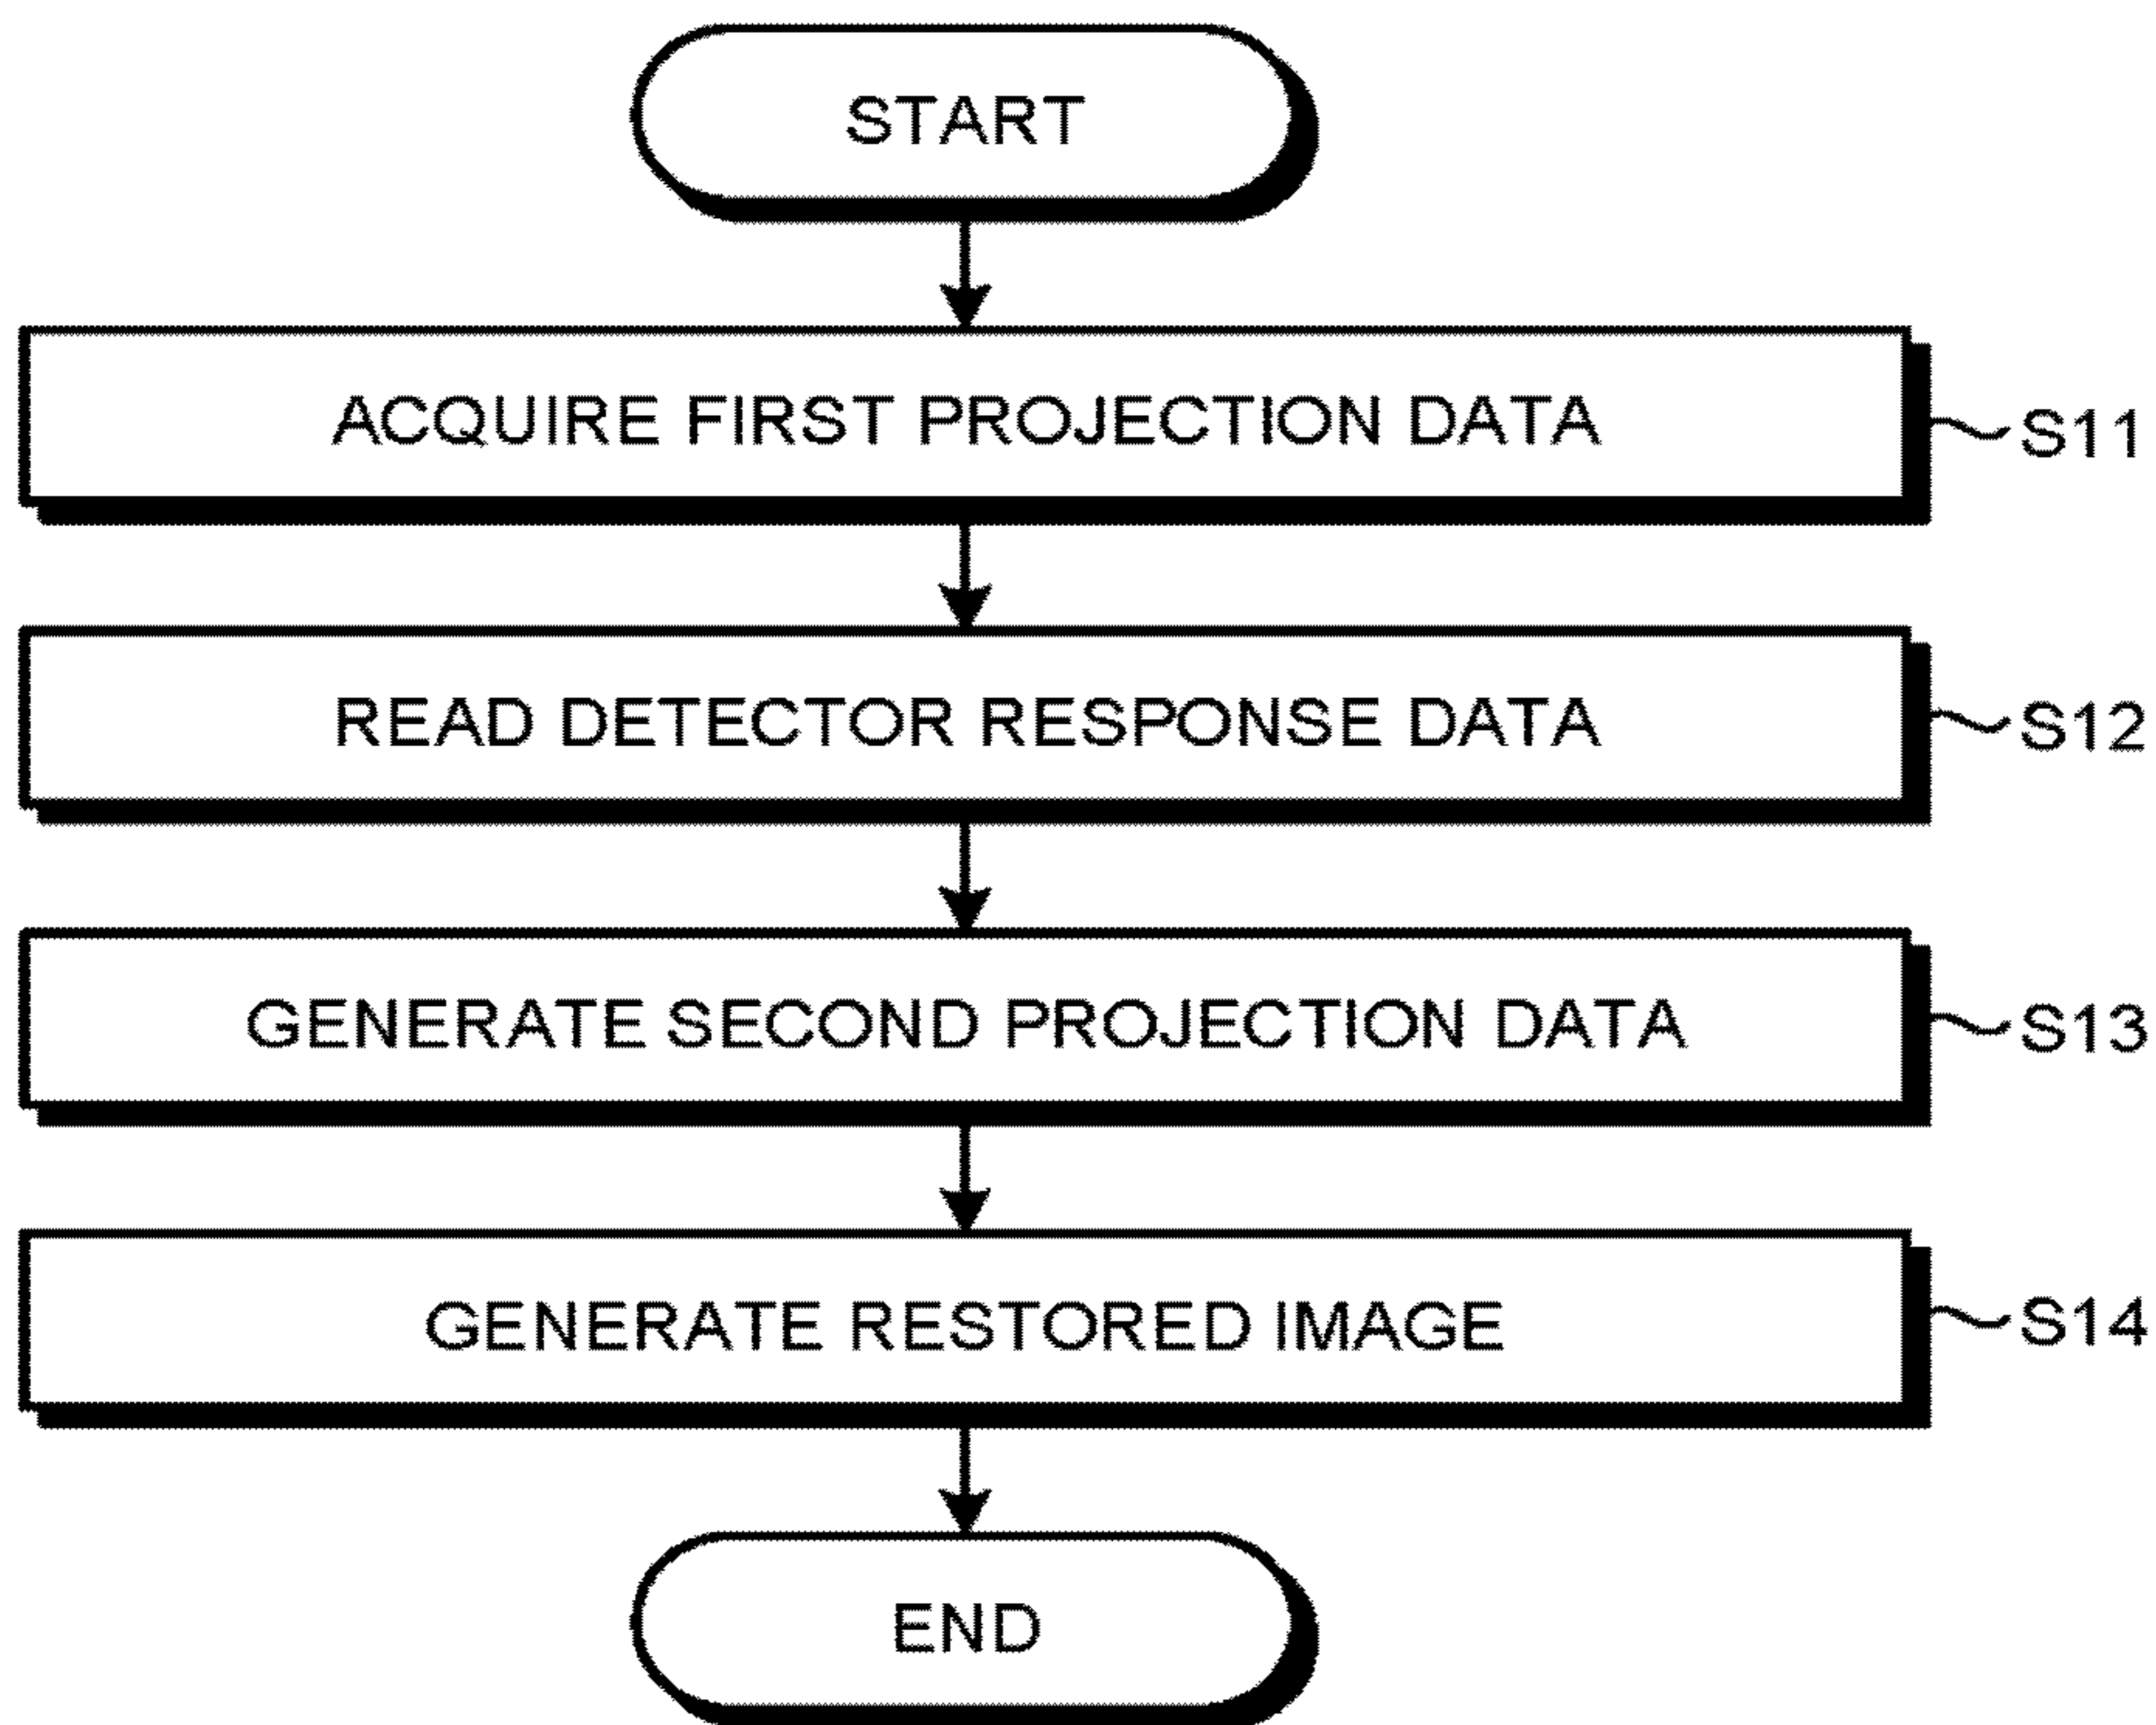 START
ACQUIRE FIRST PROJECTION DATA
S11
READ DETECTOR RESPONSE DATA
S12
GENERATE SECOND PROJECTION DATA
S13
GENERATE RESTORED IMAGE
S14
END